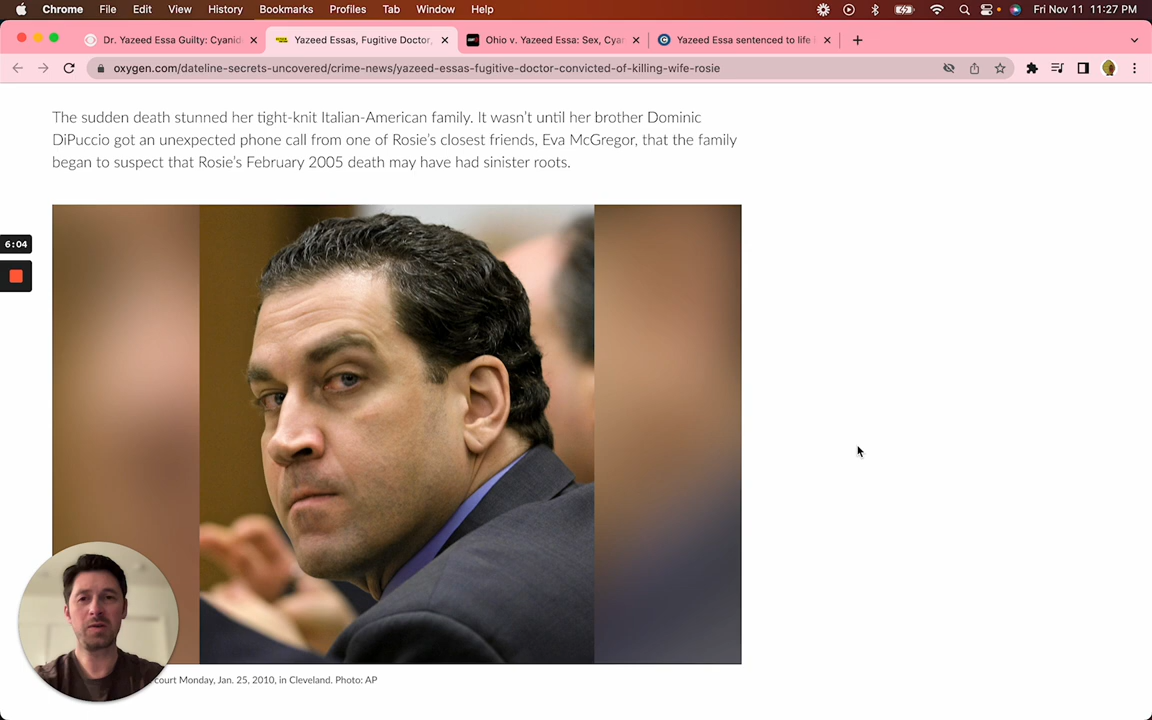 Chrome File Edit View History Bookmarks Profiles Tab Window Help Fri Nov 11 11:27 PM
Dr. Yazeed Essa Guilty: Cyanid Yazeed Essas, Fugitive Doctor, Ohio v. Yazeed Essa: Sex, Cyan Yazeed Essa sentenced to life
oxygen.com/dateline-secrets-uncovered/crime-news/yazeed-essas-fugitive-doctor-convicted-of-killing-wife-rosie
The sudden death stunned her tight-knit Italian-American family. It wasn't until her brother Dominic
DiPuccio got an unexpected phone call from one of Rosie's closest friends, Eva McGregor, that the family
began to suspect that Rosie's February 2005 death may have had sinister roots.
6:04
court Monday, Jan. 25, 2010, in Cleveland. Photo: AP